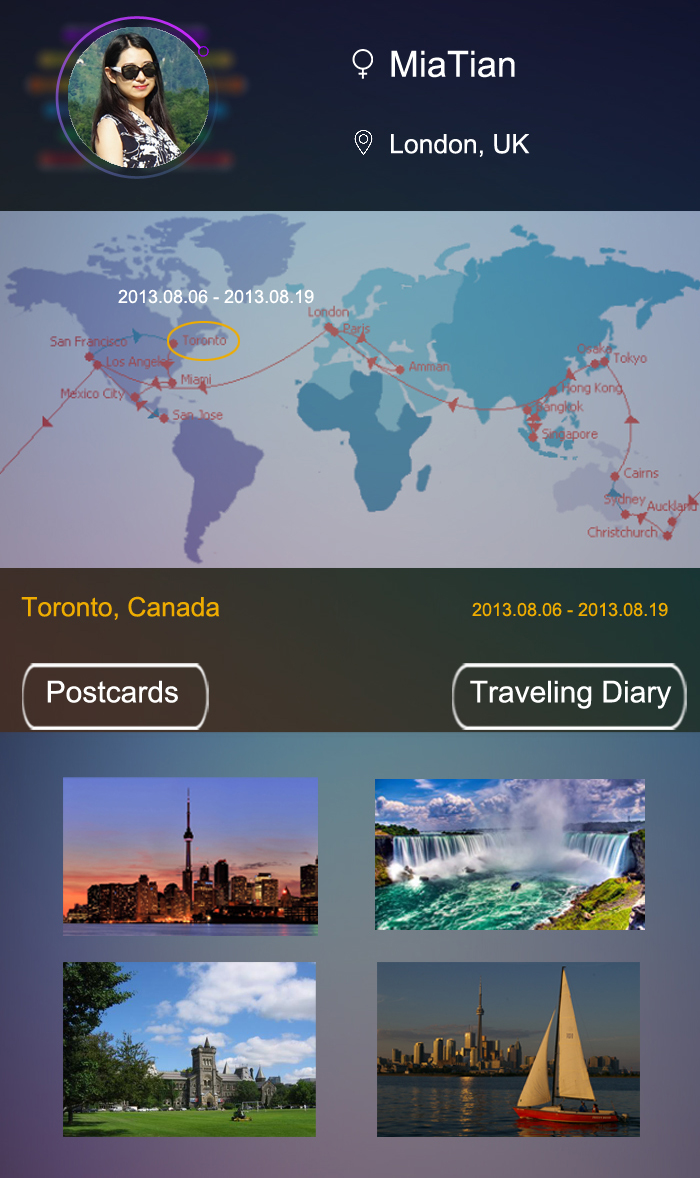 MiaTian
London, UK
2013.08.06 - 2013.08.19
London
Paris
San Francisco
Toronto
Los Angeles
Amman
Miami
Mexico City
San Jose
Osaka
Tokyo
Hong Kong
Bangkok
Singapore
Cairns
Sydney
Auckland
Christchurch
Toronto, Canada
2013.08.06 - 2013.08.19
Postcards
Traveling Diary